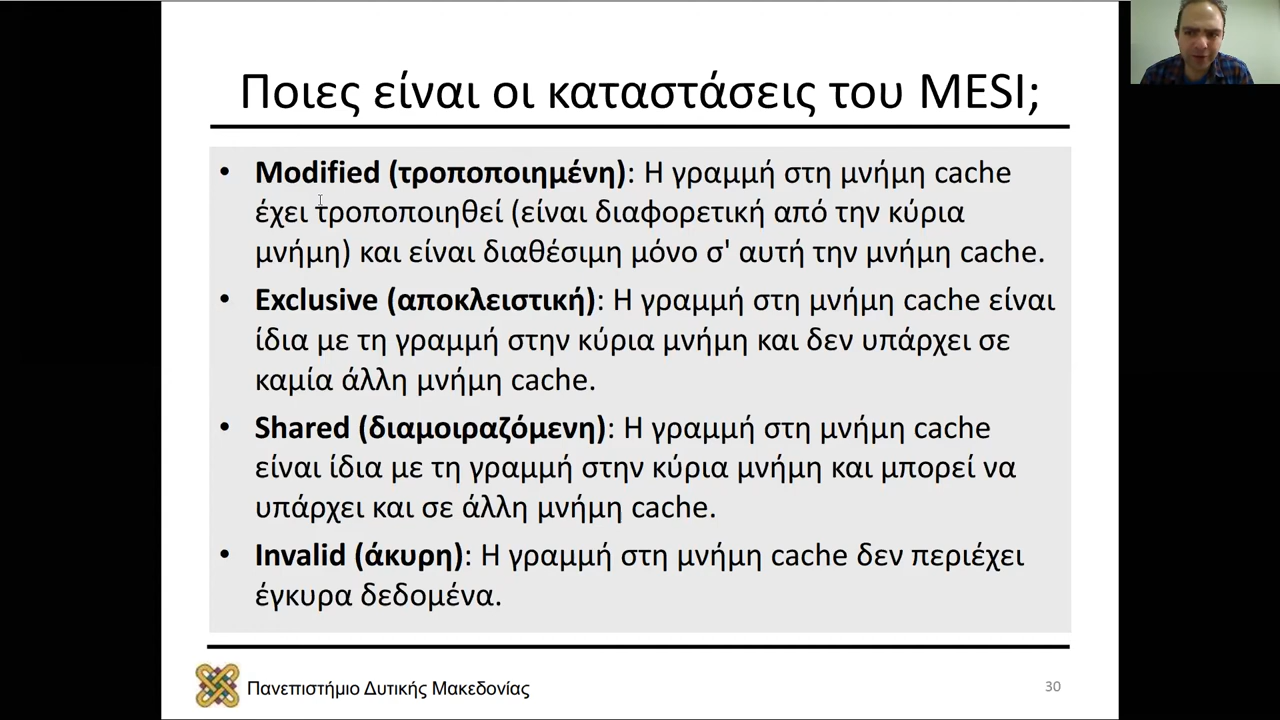 Ποιες είναι οι καταστάσεις του MESI;
• Modified (τροποποιημένη): Η γραμμή στη μνήμη cache
έχει τροποποιηθεί (είναι διαφορετική από την κύρια
μνήμη) και είναι διαθέσιμη μόνο σ' αυτή την μνήμη cache.
• Exclusive (αποκλειστική): Η γραμμή στη μνήμη cache είναι
ίδια με τη γραμμή στην κύρια μνήμη και δεν υπάρχει σε
καμία άλλη μνήμη cache.
• Shared (διαμοιραζόμενη): Η γραμμή στη μνήμη cache
είναι ίδια με τη γραμμή στην κύρια μνήμη και μπορεί να
υπάρχει και σε άλλη μνήμη cache.
• Invalid (άκυρη): Η γραμμή στη μνήμη cache δεν περιέχει
έγκυρα δεδομένα.
Πανεπιστήμιο Δυτικής Μακεδονίας
30